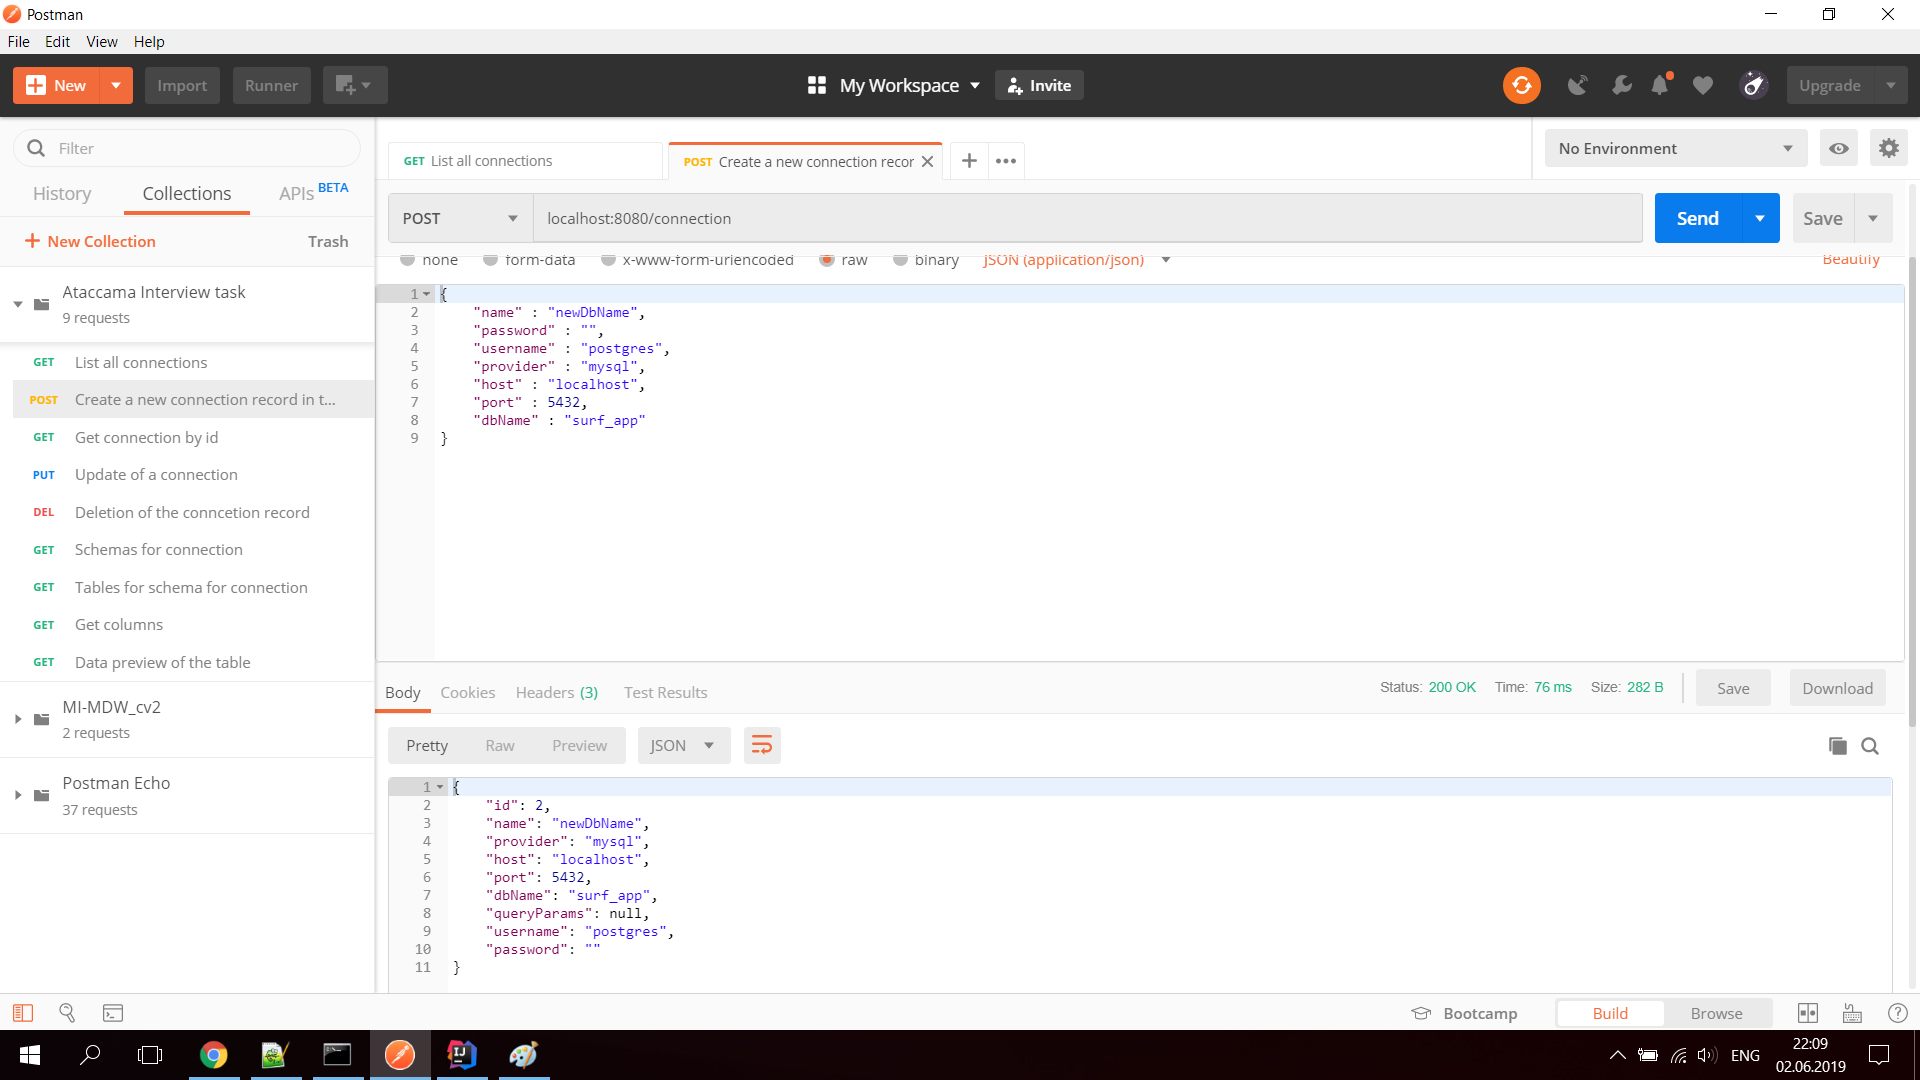 Postman
File Edit View Help
New Import Runner My Workspace Invite Upgrade
Filter
History Collections APIs BETA
New Collection Trash
Ataccama Interview task
9 requests
GET List all connections
POST Create a new connection record in t...
GET Get connection by id
PUT Update of a connection
DEL Deletion of the conncetion record
GET Schemas for connection
GET Tables for schema for connection
GET Get columns
GET Data preview of the table
MI-MDW_cv2
2 requests
Postman Echo
37 requests
GET List all connections POST Create a new connection recor
No Environment
POST localhost:8080/connection Send Save
none form-data x-www-form-urlencoded raw binary JSON (application/json) Beautify
1 {
2 "name" : "newDbName",
3 "password" : "",
4 "username" : "postgres",
5 "provider" : "mysql",
6 "host" : "localhost",
7 "port" : 5432,
8 "dbName" : "surf_app"
9 }
Body Cookies Headers (3) Test Results Status: 200 OK Time: 76 ms Size: 282 B Save Download
Pretty Raw Preview JSON
1 {
2 "id": 2,
3 "name": "newDbName",
4 "provider": "mysql",
5 "host": "localhost",
6 "port": 5432,
7 "dbName": "surf_app",
8 "queryParams": null,
9 "username": "postgres",
10 "password": ""
11 }
Bootcamp Build Browse
ENG 22:09
02.06.2019